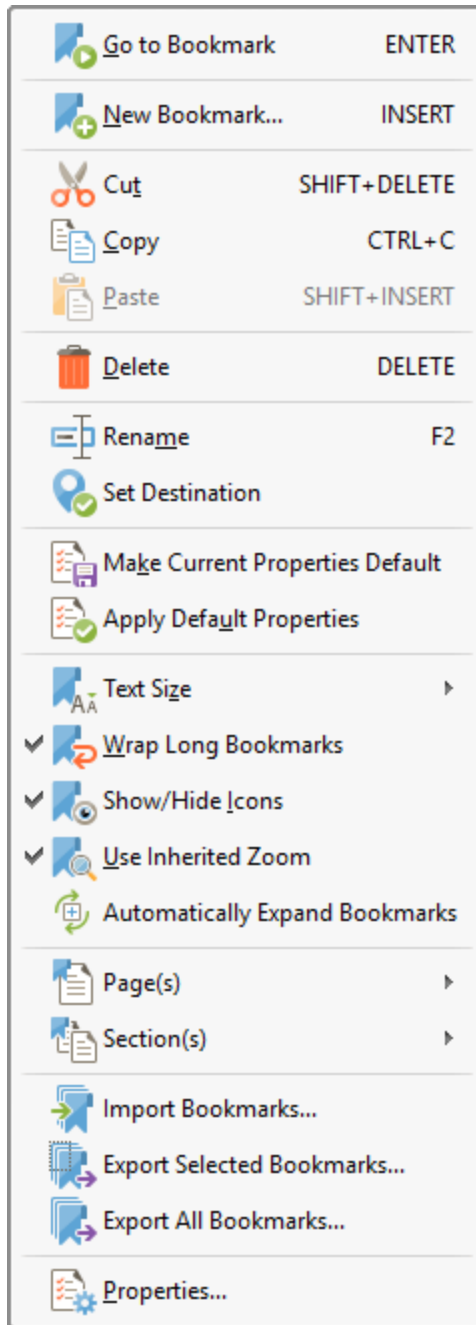 Go to Bookmark ENTER
New Bookmark... INSERT
Cut SHIFT+DELETE
Copy CTRL+C
Paste SHIFT+INSERT
Delete DELETE
Rename F2
Set Destination
Make Current Properties Default
Apply Default Properties
Text Size
Wrap Long Bookmarks
Show/Hide Icons
Use Inherited Zoom
Automatically Expand Bookmarks
Page(s)
Section(s)
Import Bookmarks...
Export Selected Bookmarks...
Export All Bookmarks...
Properties...